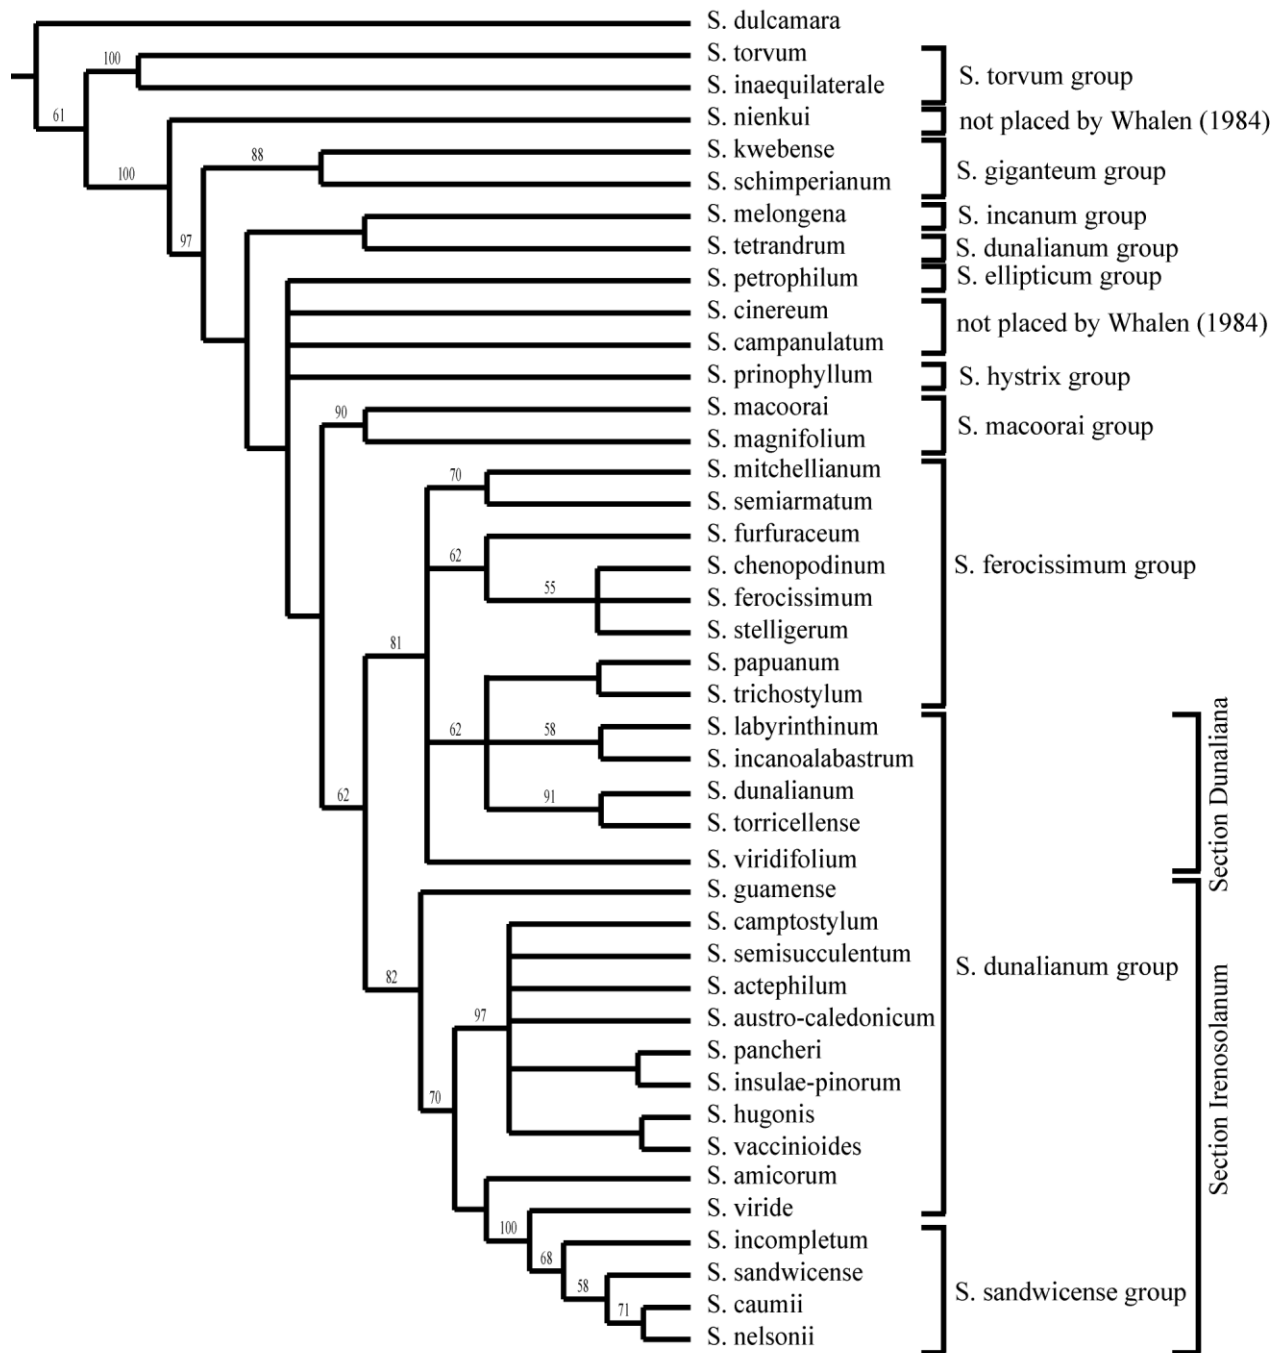 S. dulcamara
S. torvum
S. inaequilaterale
S. nienkui
S. kwebense
S. schimperianum
S. melongena
S. tetrandrum
S. petrophilum
S. cinereum
S. campanulatum
S. prinophyllum
S. macoorai
S. magnifolium
S. mitchellianum
S. semiarmatum
S. furfuraceum
S. chenopodinum
S. ferocissimum
S. stelligerum
S. papuanum
S. trichostylum
S. labyrinthinum
S. incanoalabastrum
S. dunalianum
S. torricellense
S. viridifolium
S. guamense
S. camptostylum
S. semisucculentum
S. actephilum
S. austro-caledonicum
S. pancheri
S. insulae-pinorum
S. hugonis
S. vaccinioides
S. amicorum
S. viride
S. incompletum
S. sandwicense
S. caumii
S. nelsonii
100
61
100
88
97
90
70
62
55
81
62
58
91
62
82
97
70
100
68
58
71
S. torvum group
not placed by Whalen (1984)
S. giganteum group
S. incanum group
S. dunalianum group
S. ellipticum group
not placed by Whalen (1984)
S. hystrix group
S. macoorai group
S. ferocissimum group
S. dunalianum group
S. sandwicense group
Section Dunaliana
Section Irenosolanum